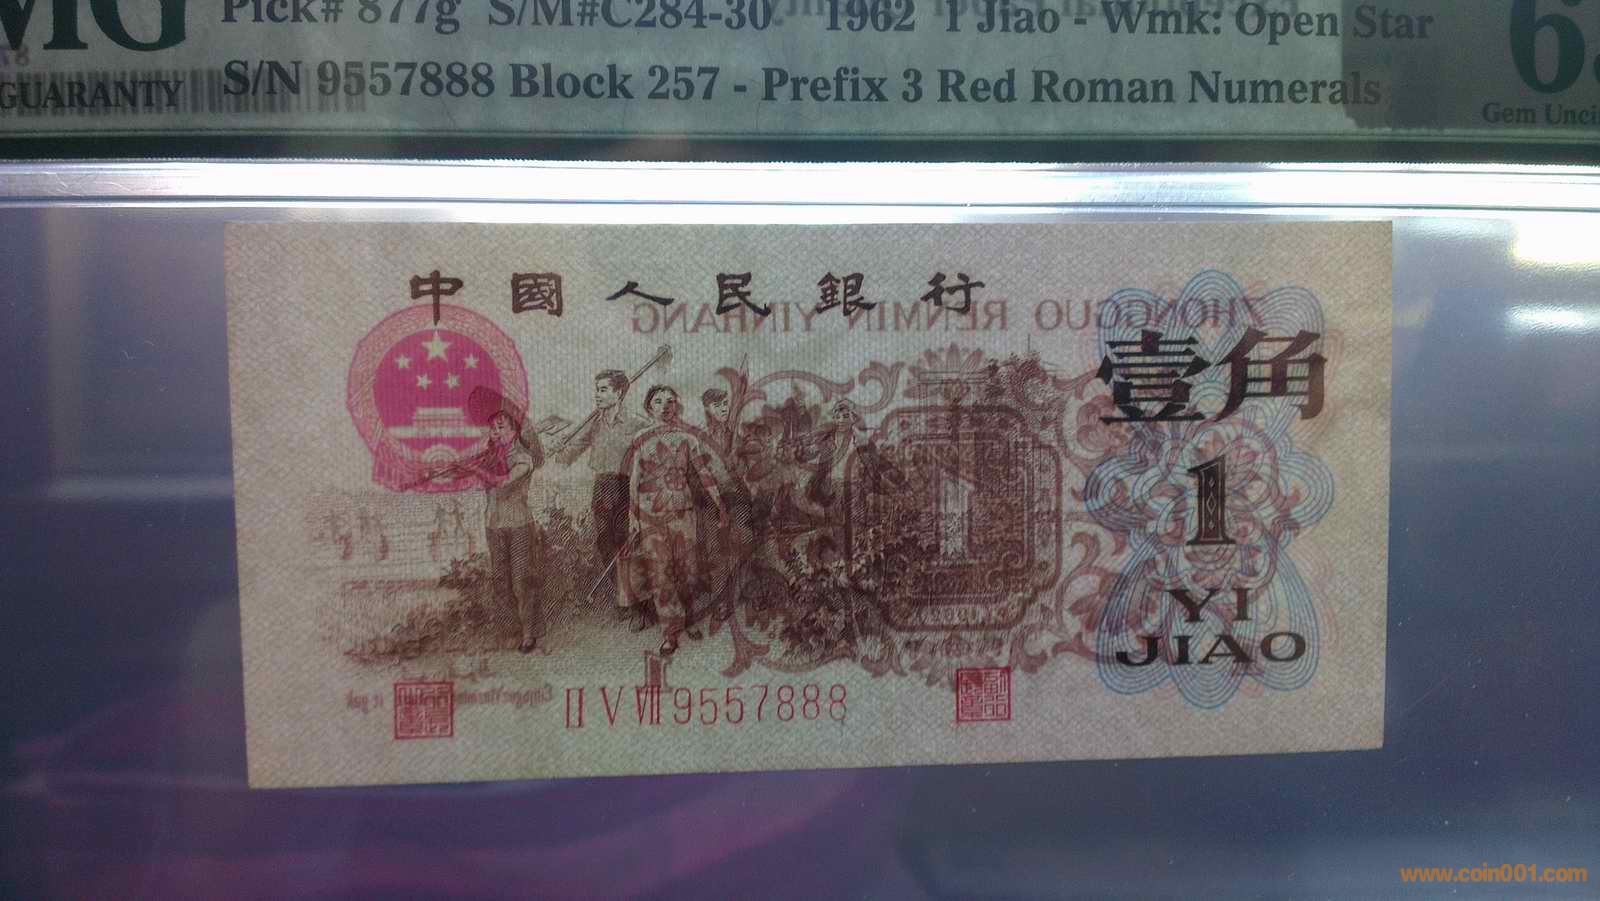 MG Pick# 877g S/M#C284-30 1962 1 Jiao - Wmk: Open Star
GUARANTY S/N 9557888 Block 257 - Prefix 3 Red Roman Numerals
Gem
中國人民銀行
ZHONGGUO RENMIN YINHANG
壹角
1
YI
JIAO
II V VII 9557888
www.coin001.com